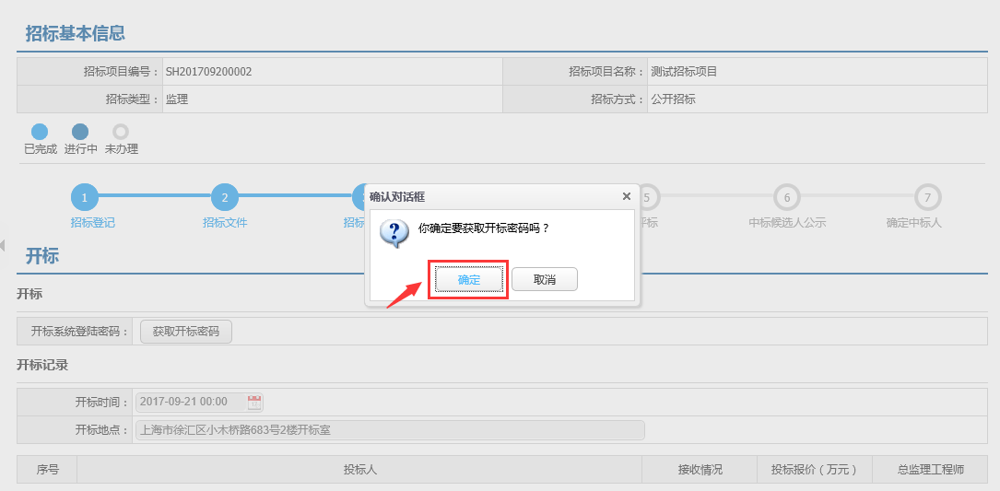 招标基本信息
招标项目编号： SH201709200002 招标项目名称： 测试招标项目
招标类型： 监理 招标方式： 公开招标
已完成 进行中 未办理
1 2 5 6 7
招标登记 招标文件 招标 标 中标候选人公示 确定中标人
确认对话框
你确定要获取开标密码吗？
确定 取消
开标
开标
开标系统登陆密码： 获取开标密码
开标记录
开标时间： 2017-09-21 00:00
开标地点： 上海市徐汇区小木桥路683号2楼开标室
序号 投标人 接收情况 投标报价（万元） 总监理工程师